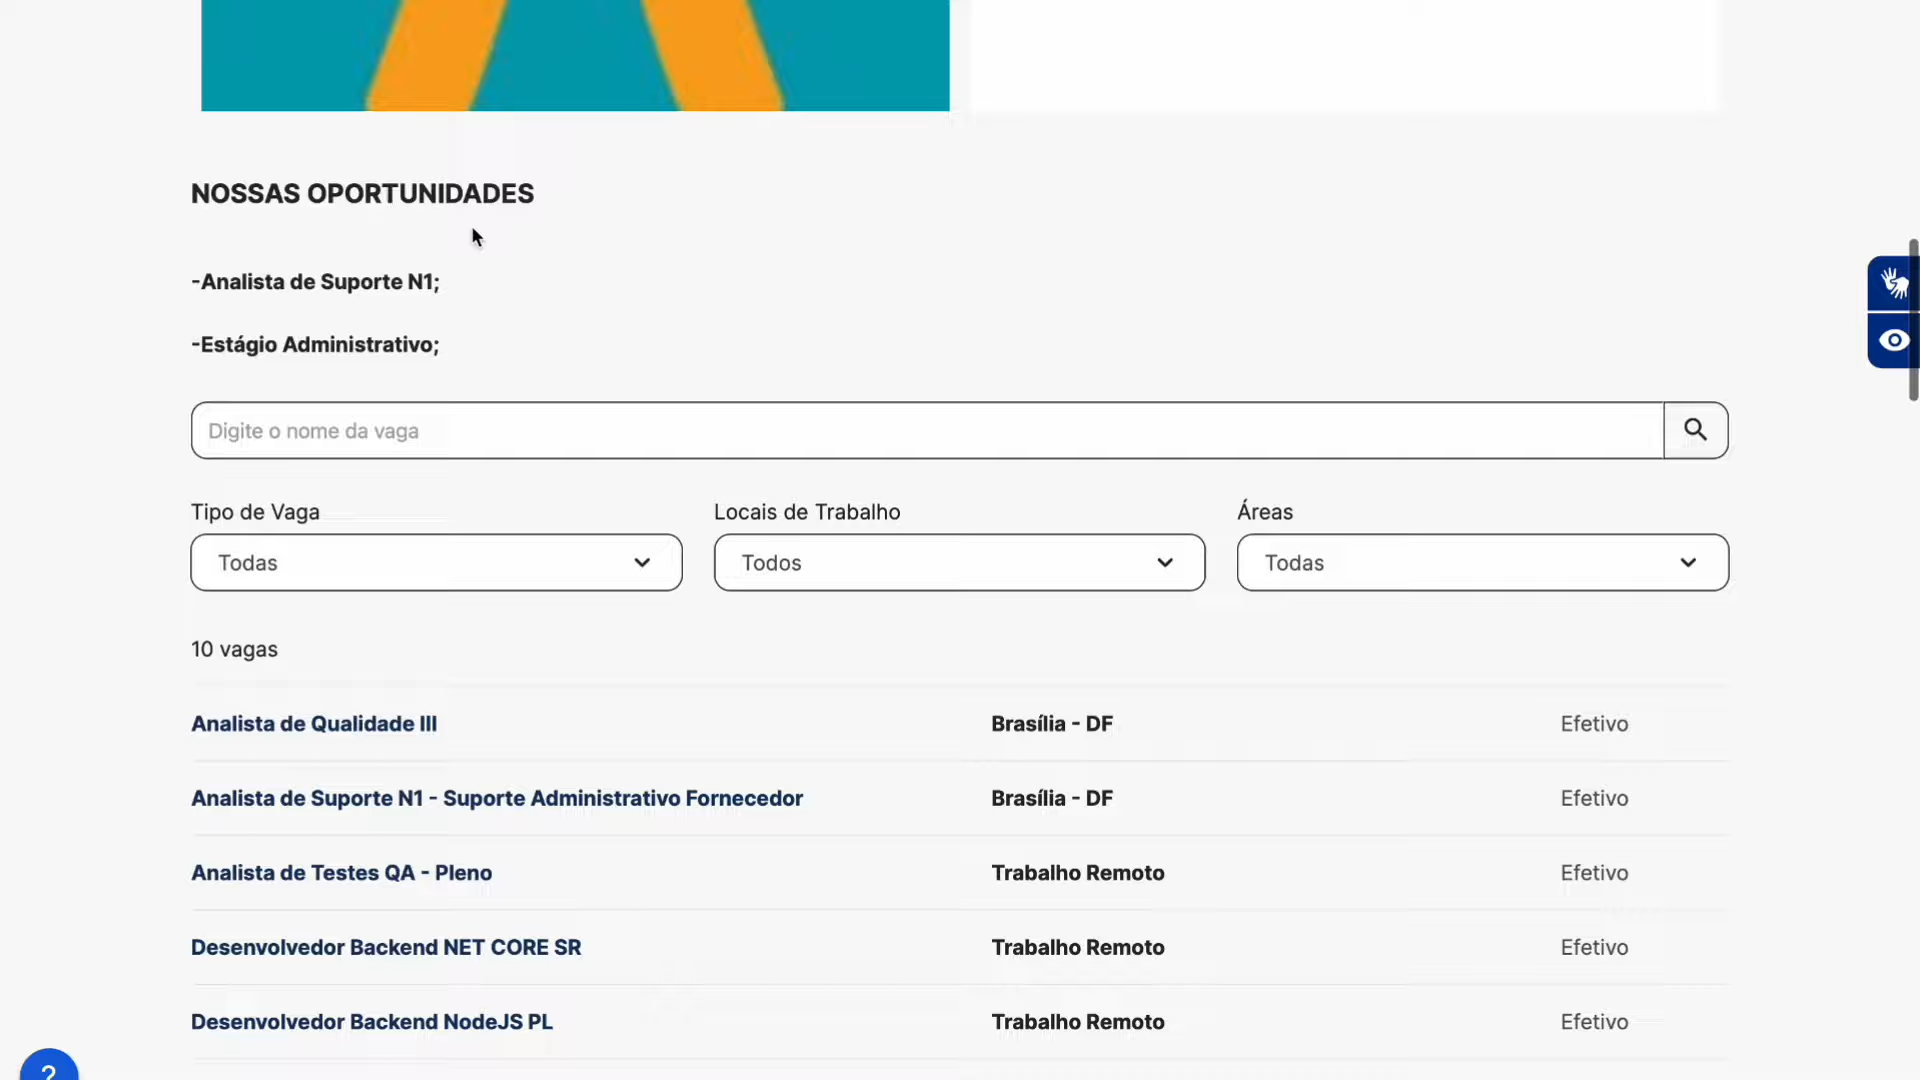 NOSSAS OPORTUNIDADES
-Analista de Suporte N1;
-Estágio Administrativo;
Digite o nome da vaga
Tipo de Vaga
Locais de Trabalho
Áreas
Todas
Todos
Todas
10 vagas
Analista de Qualidade III Brasília - DF Efetivo
Analista de Suporte N1 - Suporte Administrativo Fornecedor Brasília - DF Efetivo
Analista de Testes QA - Pleno Trabalho Remoto Efetivo
Desenvolvedor Backend NET CORE SR Trabalho Remoto Efetivo
Desenvolvedor Backend NodeJS PL Trabalho Remoto Efetivo
?